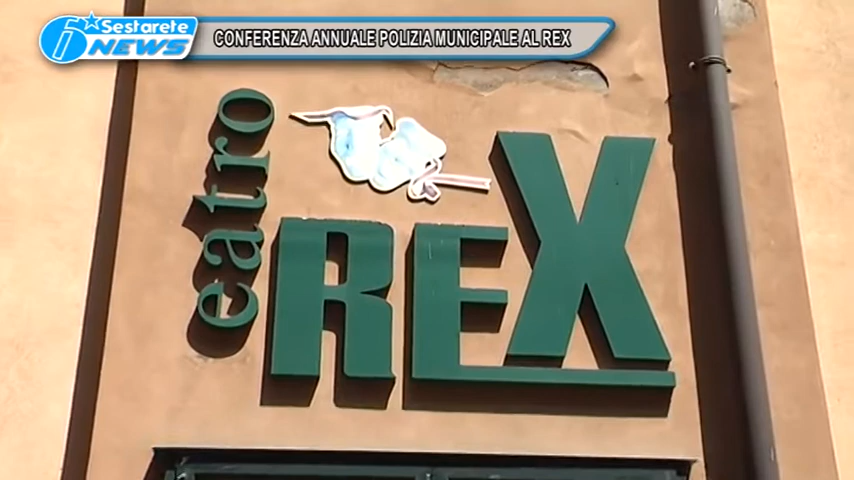 6 Sestarete
NEWS
CONFERENZA ANNUALE POLIZIA MUNICIPALE AL REX
eatro
REX